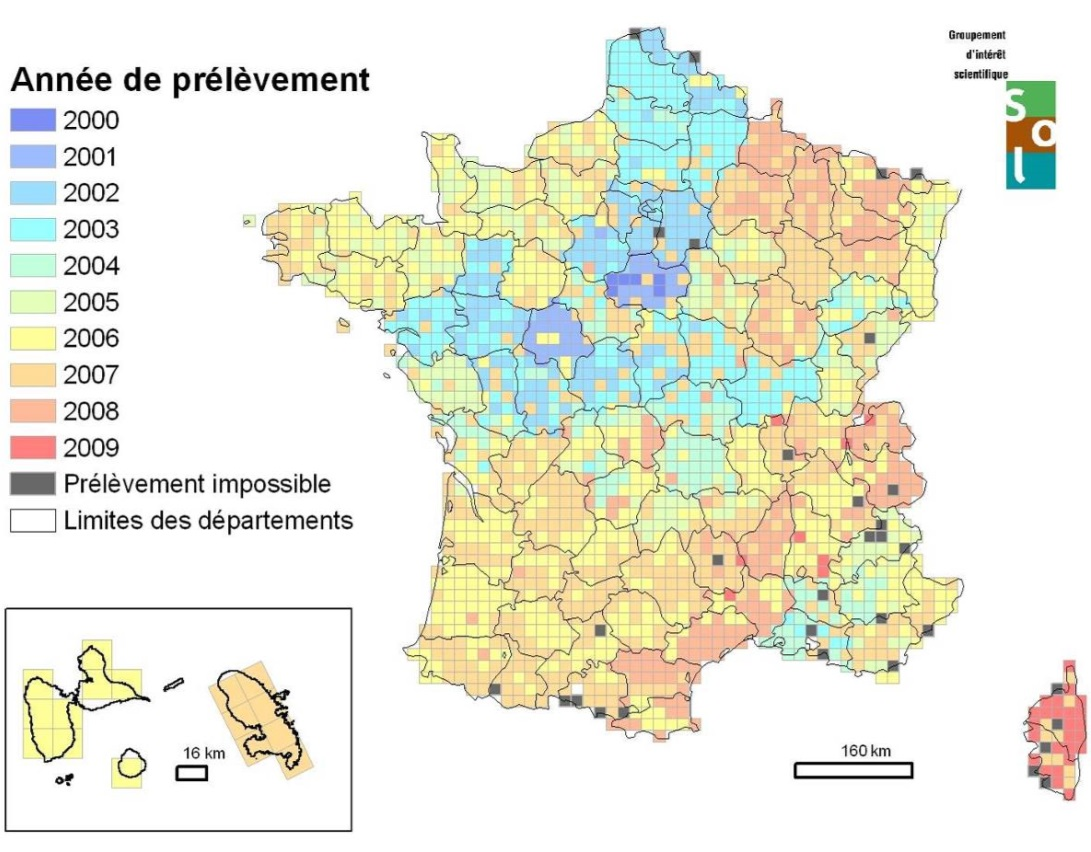 Année de prélèvement
2000
2001
2002
2003
2004
2005
2006
2007
2008
2009
Prélèvement impossible
Limites des départements
Groupement
d'intérêt
scientifique
S
o
l
16 km
160 km